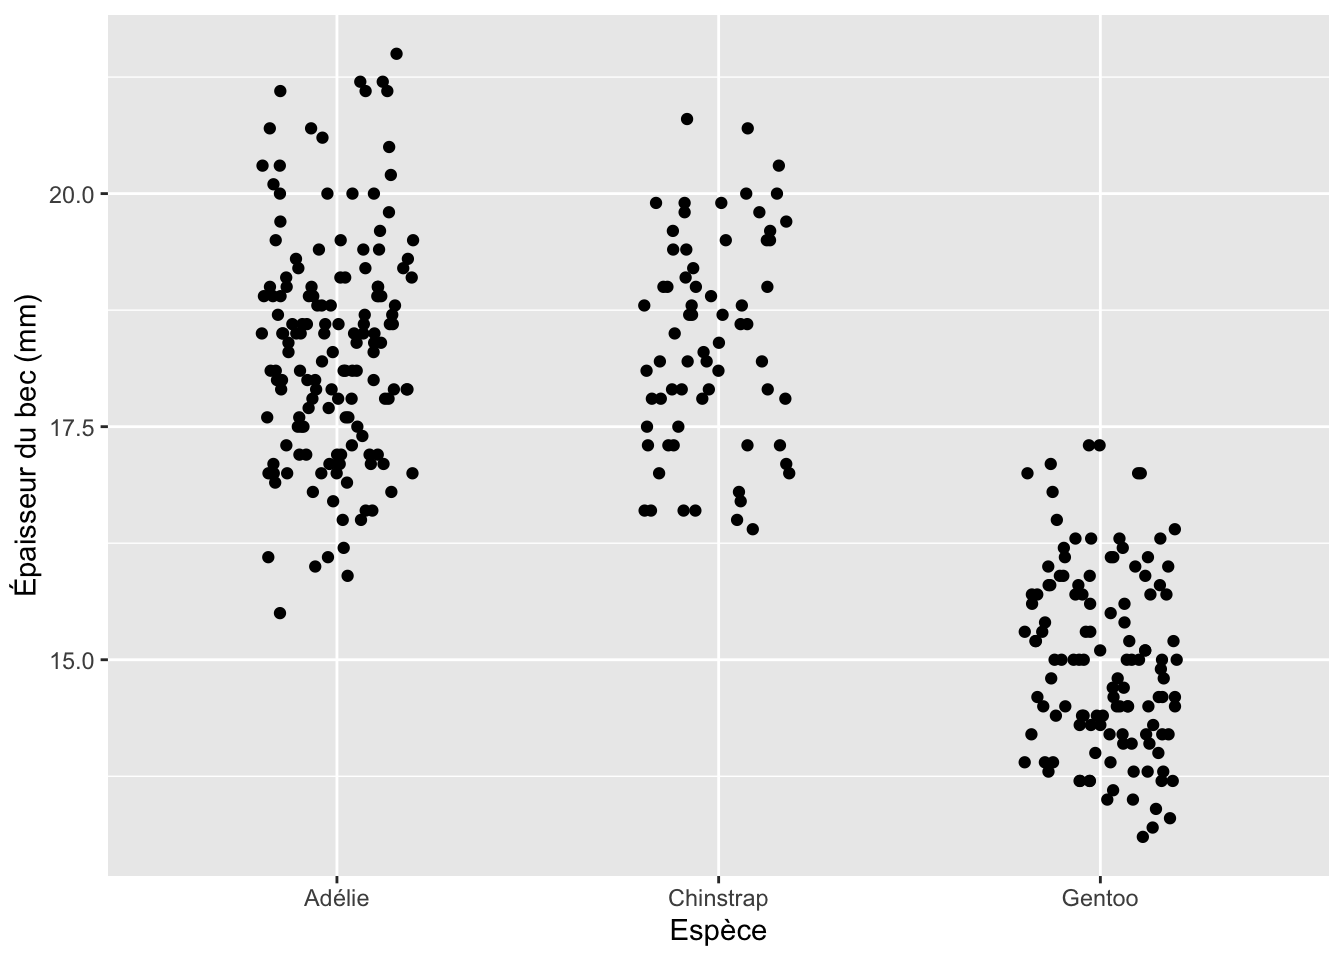 Épaisseur du bec (mm)
20.0
17.5
15.0
Adélie
Chinstrap
Gentoo
Espèce